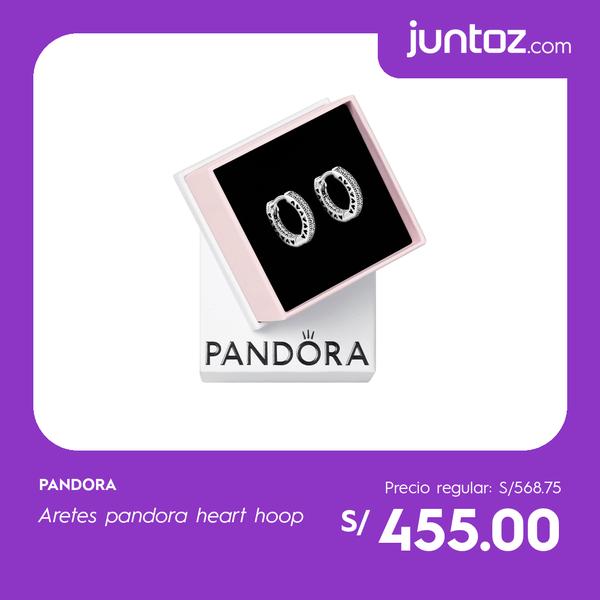 juntoz.com
PANDORA
PANDORA
Aretes pandora heart hoop
Precio regular: S/568.75
S/ 455.00